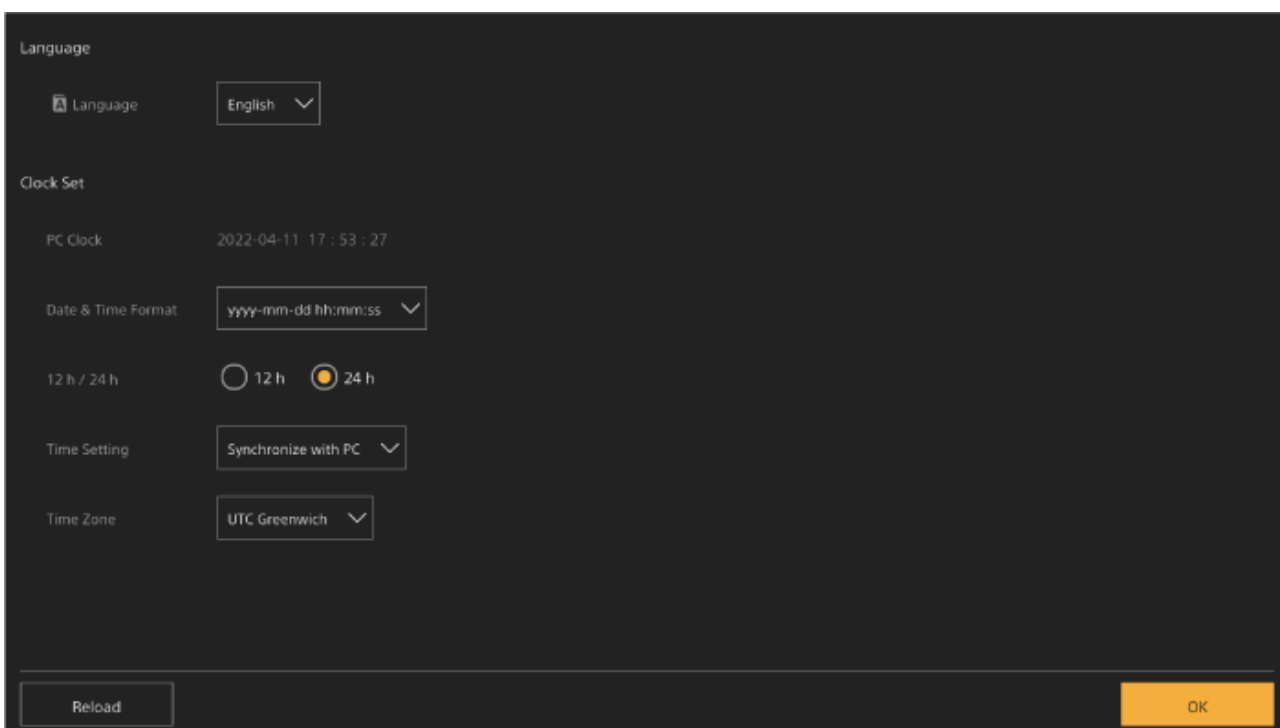 Language
A Language English
Clock Set
PC Clock 2022-04-11 17 : 53 : 27
Date & Time Format yyyy-mm-dd hh:mm:ss
12 h / 24 h 12 h 24 h
Time Setting Synchronize with PC
Time Zone UTC Greenwich
Reload OK